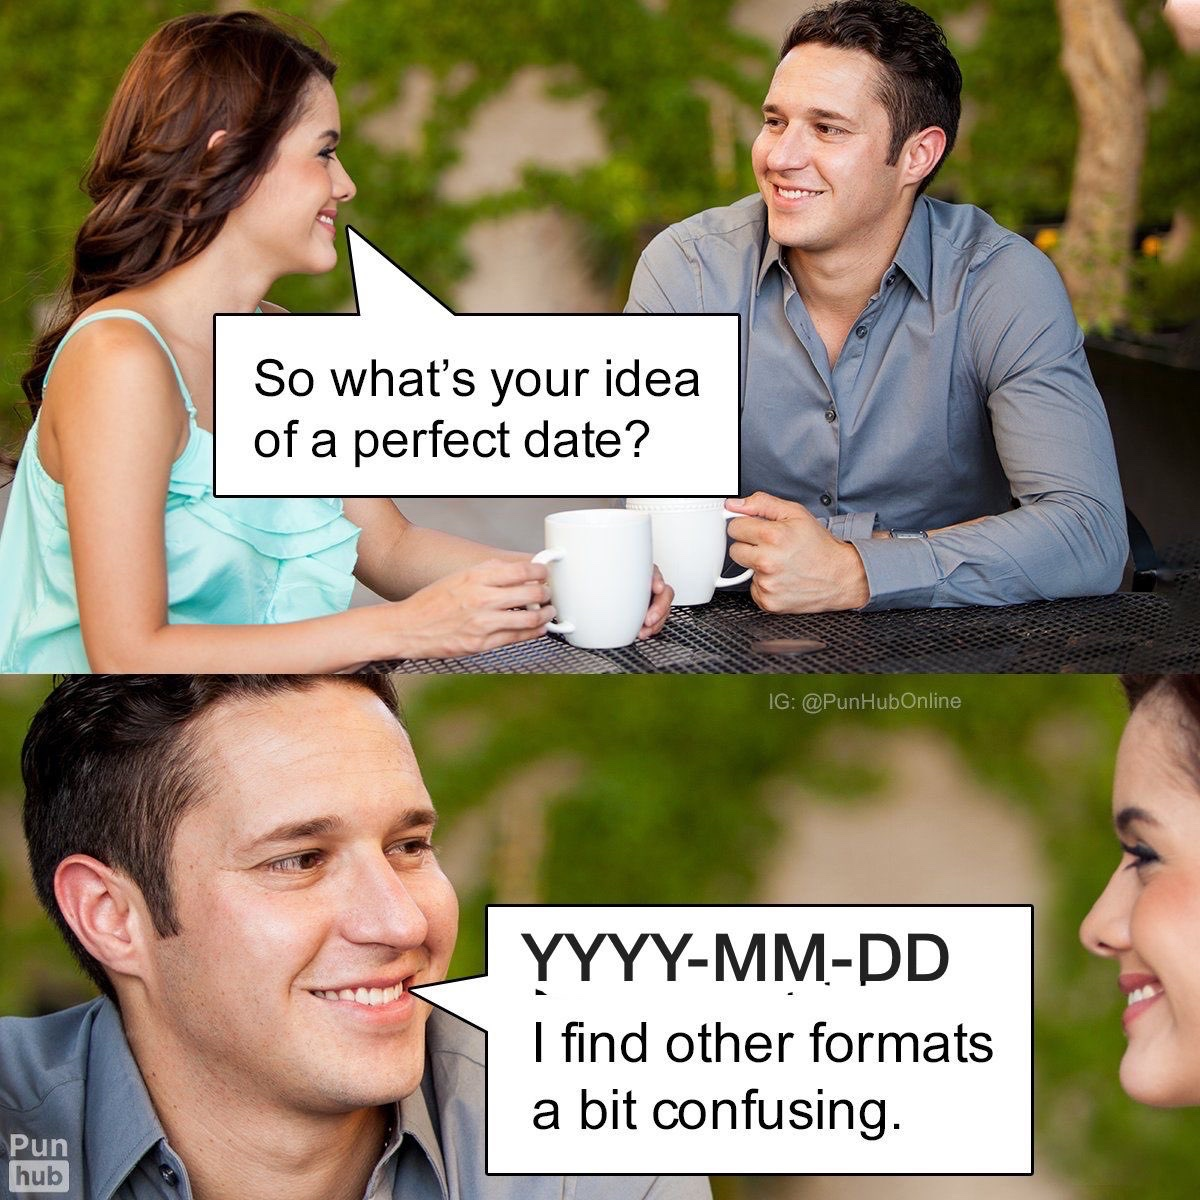 So what's your idea
of a perfect date?
IG: @PunHubOnline
YYYY-MM-DD
I find other formats
a bit confusing.
Pun
hub